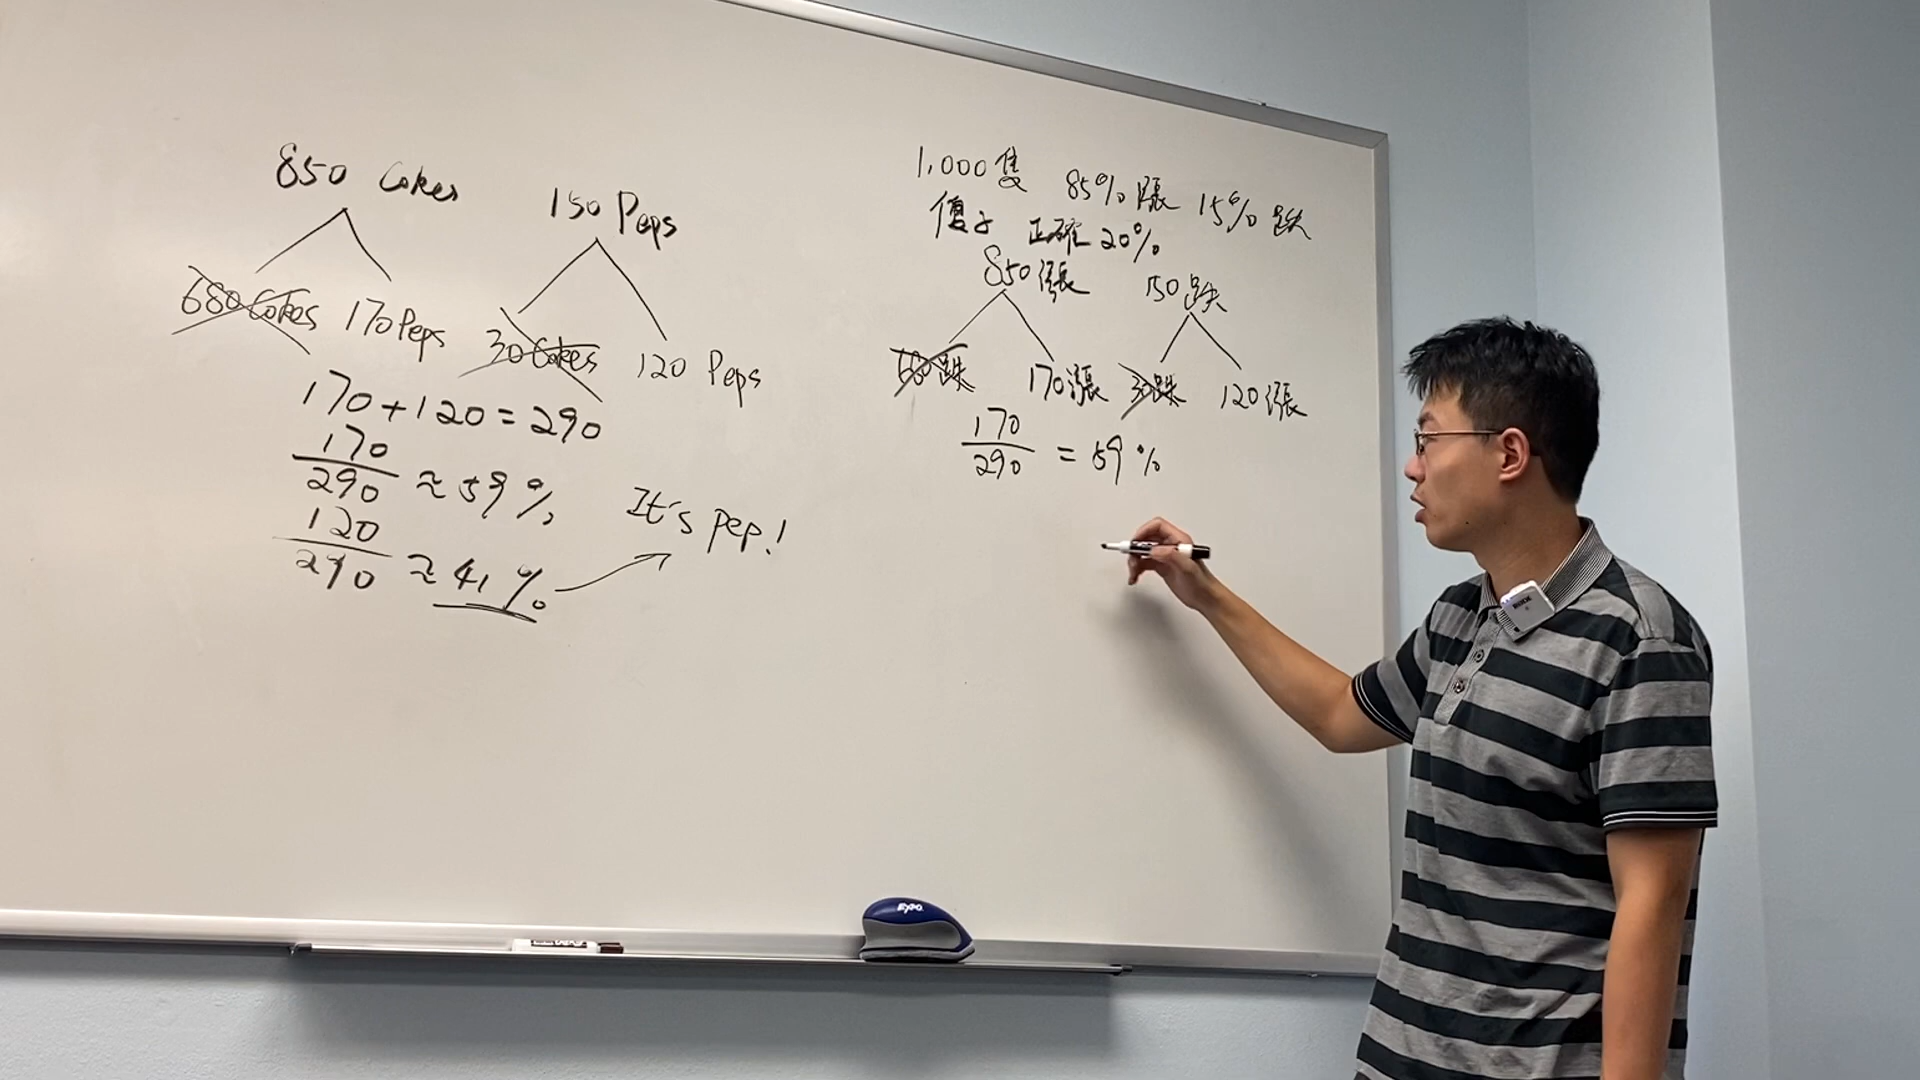 850 Cokes
150 Peps
680 Cokes 170 Peps
30 Cokes 120 Peps
170 + 120 = 290
170/290 ≈ 59%
120/290 ≈ 41%
It's pep!
1,000隻 85% 漲 15% 跌
傻子 正確 20%
850漲 150跌
680跌 170漲 30跌 120漲
170/290 = 59%
EXPO